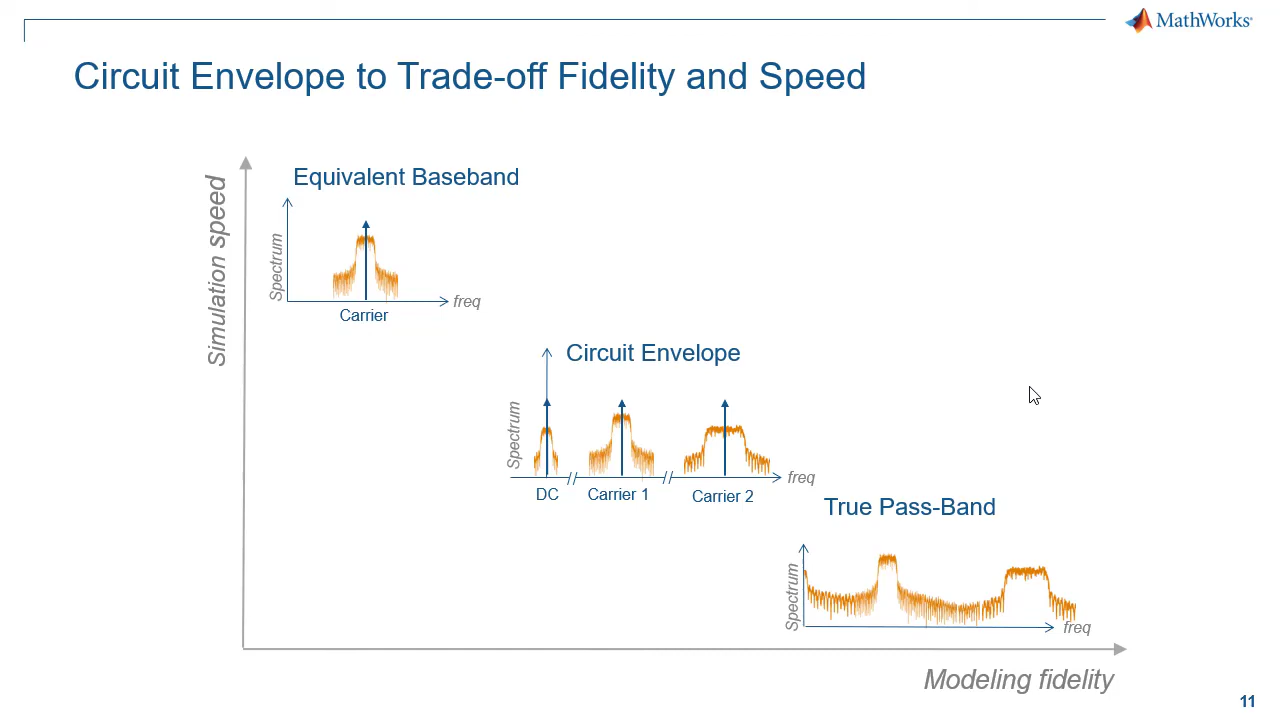 MathWorks
Circuit Envelope to Trade-off Fidelity and Speed
Simulation speed
Equivalent Baseband
Spectrum
freq
Carrier
Circuit Envelope
Spectrum
freq
DC
Carrier 1
Carrier 2
True Pass-Band
Spectrum
freq
Modeling fidelity
11